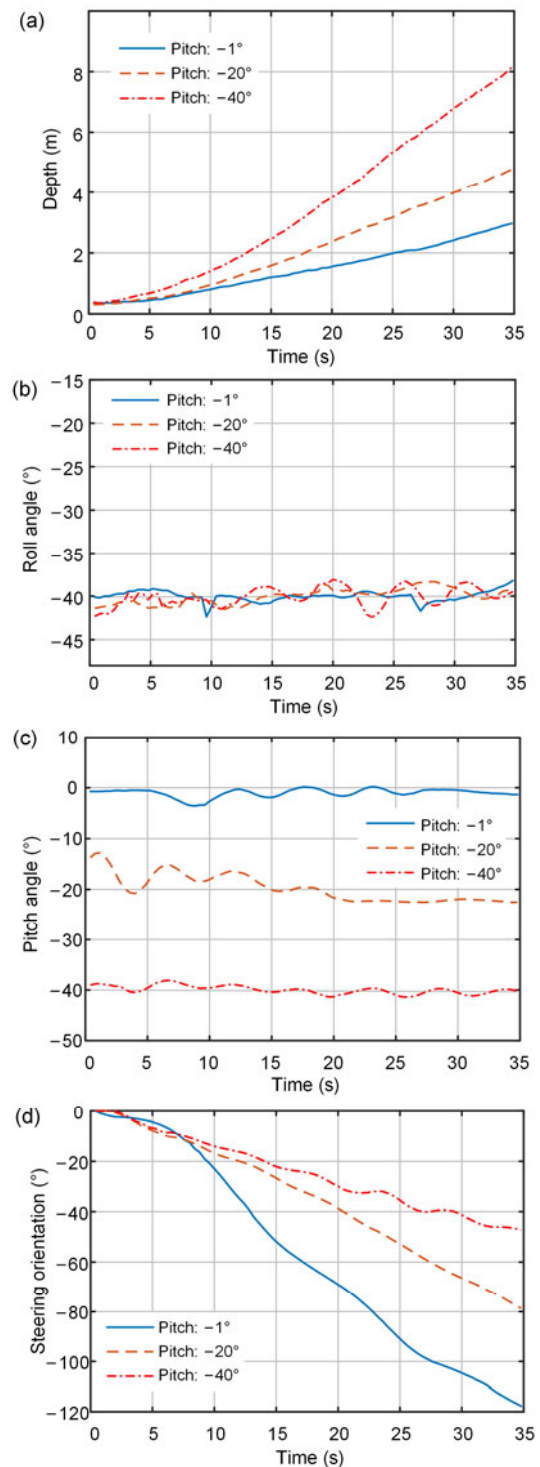 (a)
Pitch: −1°
Pitch: −20°
Pitch: −40°
8
6
4
2
0
Depth (m)
0 5 10 15 20 25 30 35
Time (s)
(b)
−15
−20
−25
−30
−35
−40
−45
Pitch: −1°
Pitch: −20°
Pitch: −40°
Roll angle (°)
0 5 10 15 20 25 30 35
Time (s)
(c)
10
0
−10
−20
−30
−40
−50
Pitch: −1°
Pitch: −20°
Pitch: −40°
Pitch angle (°)
0 5 10 15 20 25 30 35
Time (s)
(d)
0
−20
−40
−60
−80
−100
−120
Steering orientation (°)
Pitch: −1°
Pitch: −20°
Pitch: −40°
0 5 10 15 20 25 30 35
Time (s)